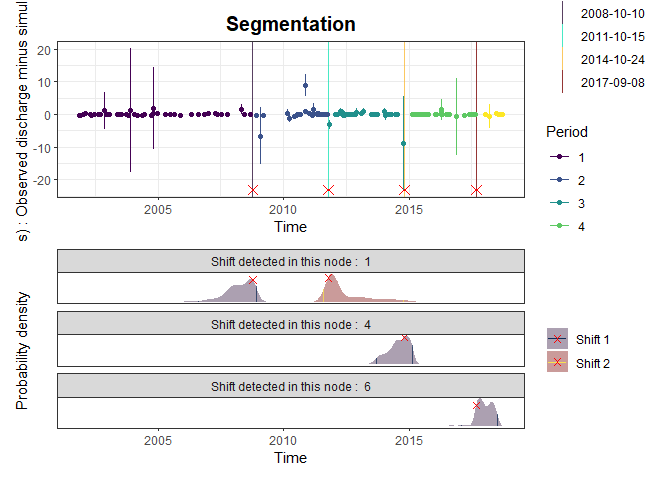 Segmentation
s) : Observed discharge minus simul
20
10
0
-10
-20
2005
2010
2015
Time
2008-10-10
2011-10-15
2014-10-24
2017-09-08
Period
1
2
3
4
Probability density
Shift detected in this node : 1
Shift detected in this node : 4
Shift detected in this node : 6
2005
2010
2015
Time
Shift 1
Shift 2